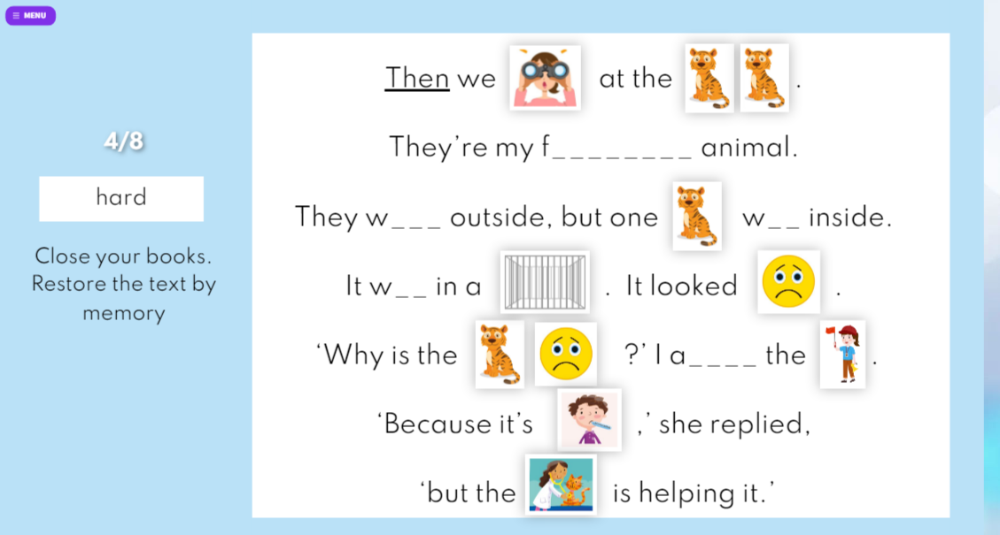 ≡ MENU
4/8
hard
Close your books.
Restore the text by
memory
Then we at the .
They're my f________ animal.
They w___ outside, but one w__ inside.
It w__ in a . It looked .
‘Why is the ?’ I a____ the .
‘Because it's ,’ she replied,
‘but the is helping it.’